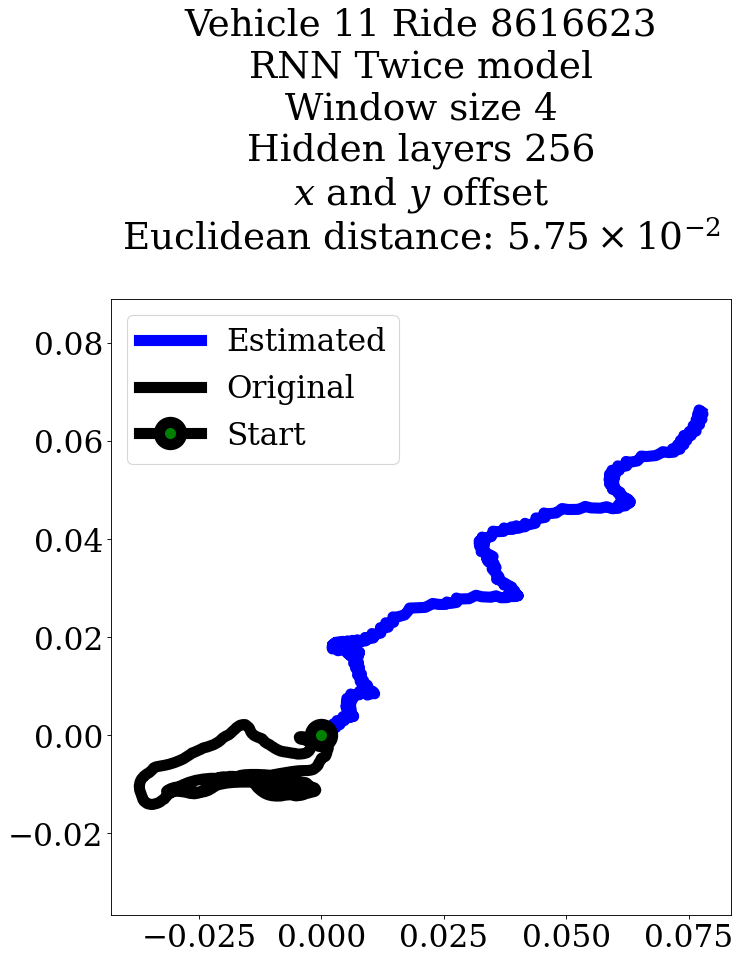 Vehicle 11 Ride 8616623
RNN Twice model
Window size 4
Hidden layers 256
x and y offset
Euclidean distance: 5.75 × 10⁻²
Estimated
Original
Start
0.08
0.06
0.04
0.02
0.00
−0.02
−0.025 0.000 0.025 0.050 0.075